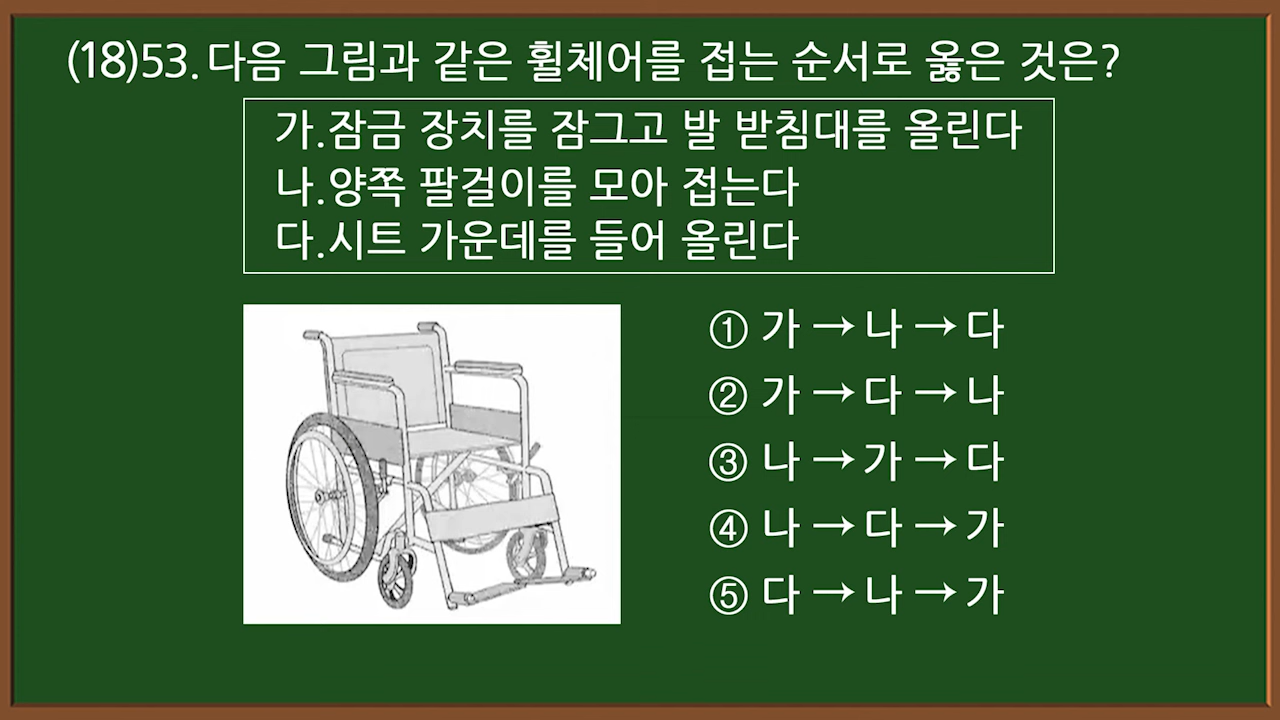 (18)53. 다음 그림과 같은 휠체어를 접는 순서로 옳은 것은?
가.잠금 장치를 잠그고 발 받침대를 올린다
나.양쪽 팔걸이를 모아 접는다
다.시트 가운데를 들어 올린다
① 가 → 나 → 다
② 가 → 다 → 나
③ 나 → 가 → 다
④ 나 → 다 → 가
⑤ 다 → 나 → 가